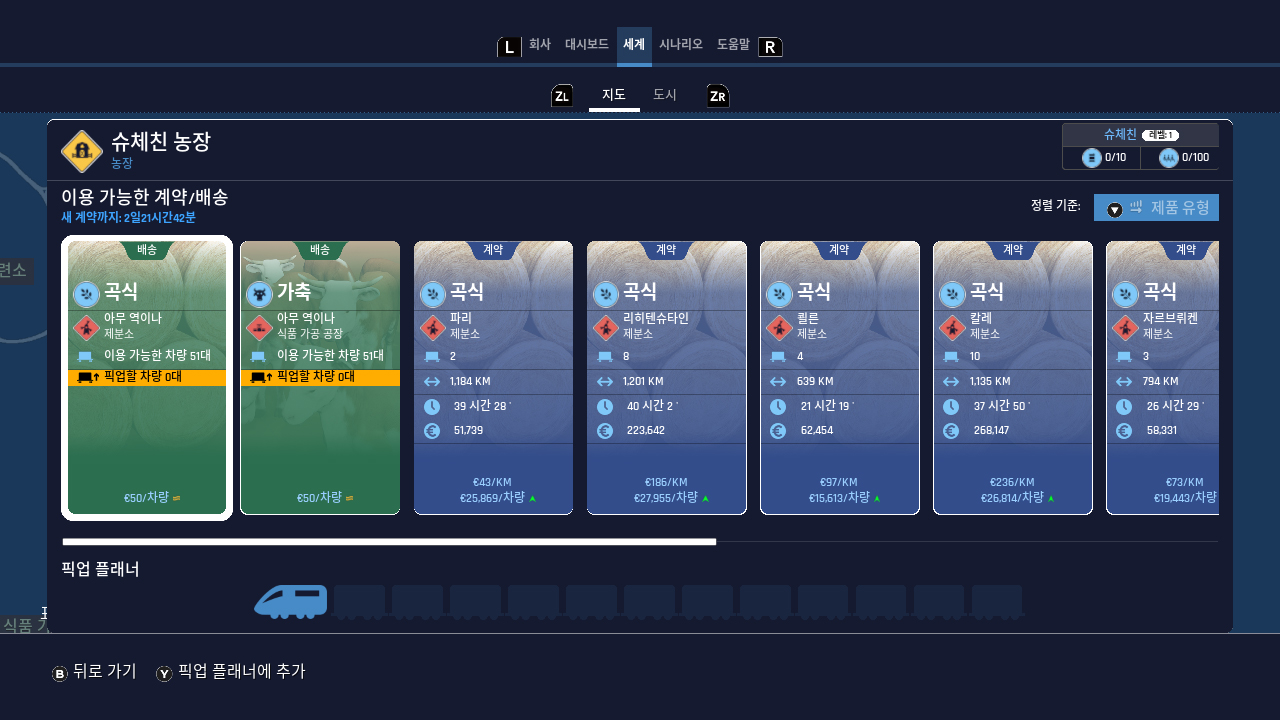 L 회사 대시보드 세계 시나리오 도움말 R
ZL 지도 도시 ZR
슈체친 농장
농장
슈체친 레벨: 1
0/10 0/100
이용 가능한 계약/배송
새 계약까지: 2일21시간42분
정렬 기준: 제품 유형
련소
배송
곡식
아무 역이나
제분소
이용 가능한 차량 51대
픽업할 차량 0대
€50/차량
배송
가축
아무 역이나
식품 가공 공장
이용 가능한 차량 51대
픽업할 차량 0대
€50/차량
계약
곡식
파리
제분소
2
1,184 KM
39 시간 28 '
51,739
€43/KM
€25,869/차량
계약
곡식
리히텐슈타인
제분소
8
1,201 KM
40 시간 2 '
223,642
€186/KM
€27,955/차량
계약
곡식
쾰른
제분소
4
639 KM
21 시간 19 '
62,454
€97/KM
€15,613/차량
계약
곡식
칼레
제분소
10
1,135 KM
37 시간 50 '
268,147
€236/KM
€26,814/차량
계약
곡식
자르브뤼켄
제분소
3
794 KM
26 시간 29 '
58,331
€73/KM
€19,443/차량
픽업 플래너
식품 가
B 뒤로 가기 Y 픽업 플래너에 추가